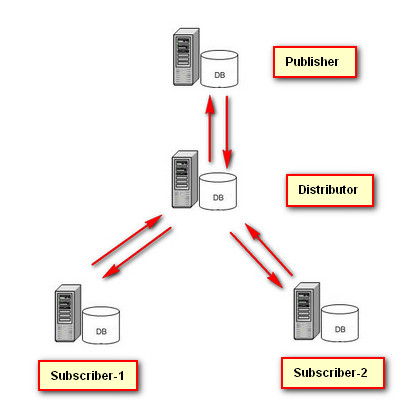 DB
Publisher
DB
Distributor
DB
Subscriber-1
DB
Subscriber-2